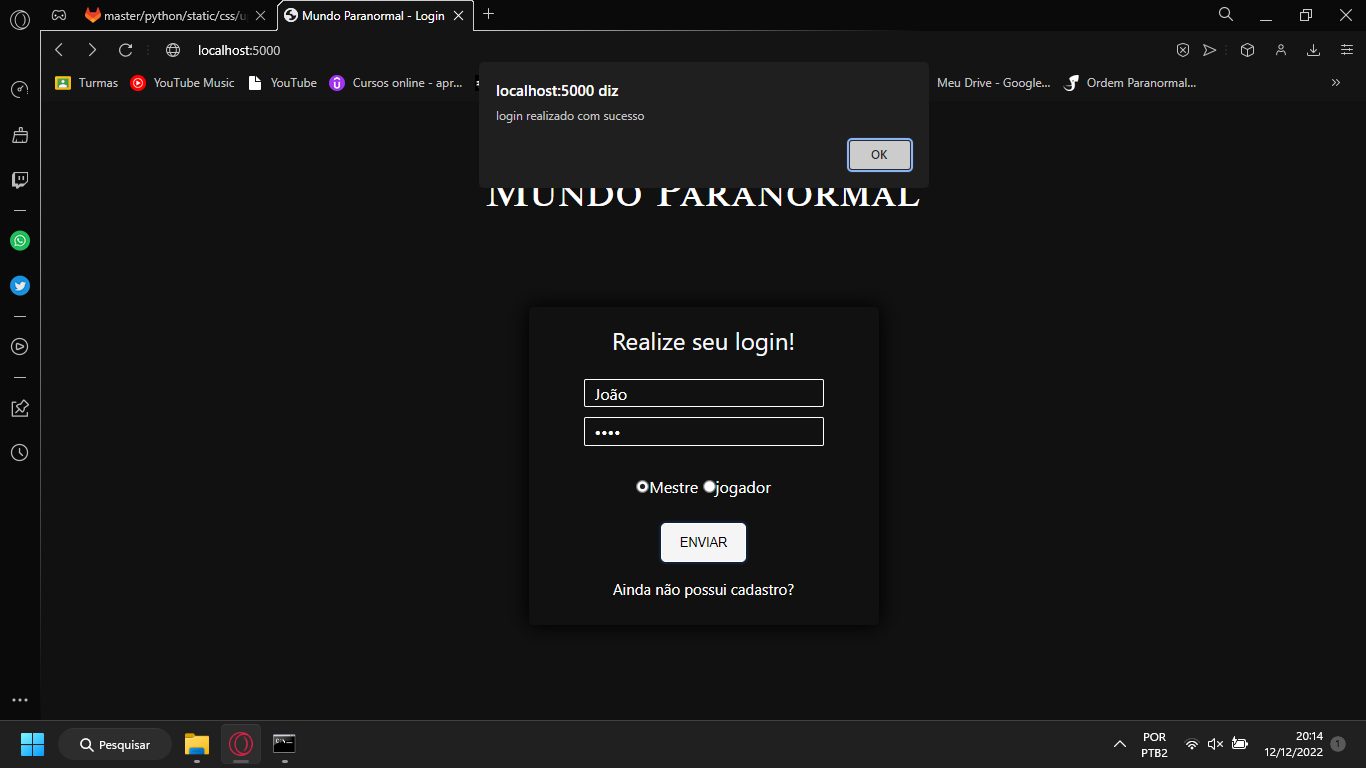 master/python/static/css/u
Mundo Paranormal - Login
localhost:5000
Turmas
YouTube Music
YouTube
Cursos online - apr...
Meu Drive - Google...
Ordem Paranormal...
localhost:5000 diz
login realizado com sucesso
OK
Mundo Paranormal
Realize seu login!
João
••••
Mestre jogador
ENVIAR
Ainda não possui cadastro?
Pesquisar
POR
PTB2
20:14
12/12/2022
1